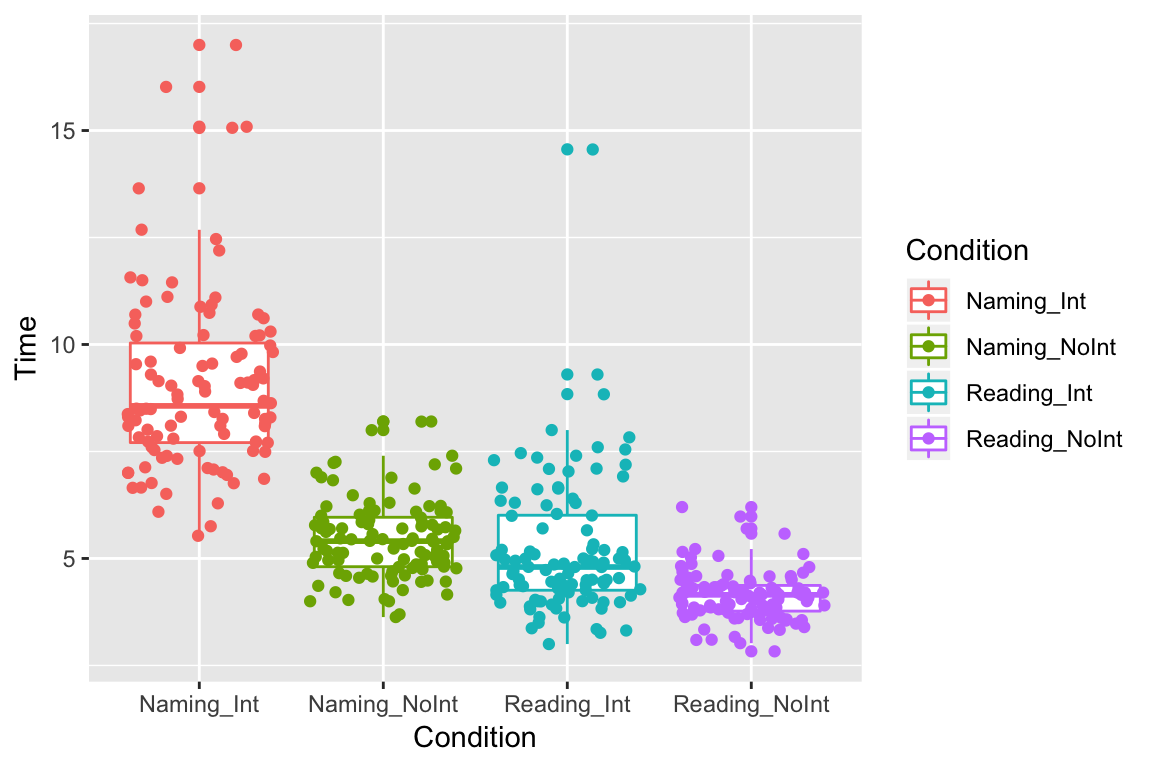 Time
15
10
5
Naming_Int
Naming_NoInt
Reading_Int
Reading_NoInt
Condition
Condition
Naming_Int
Naming_NoInt
Reading_Int
Reading_NoInt